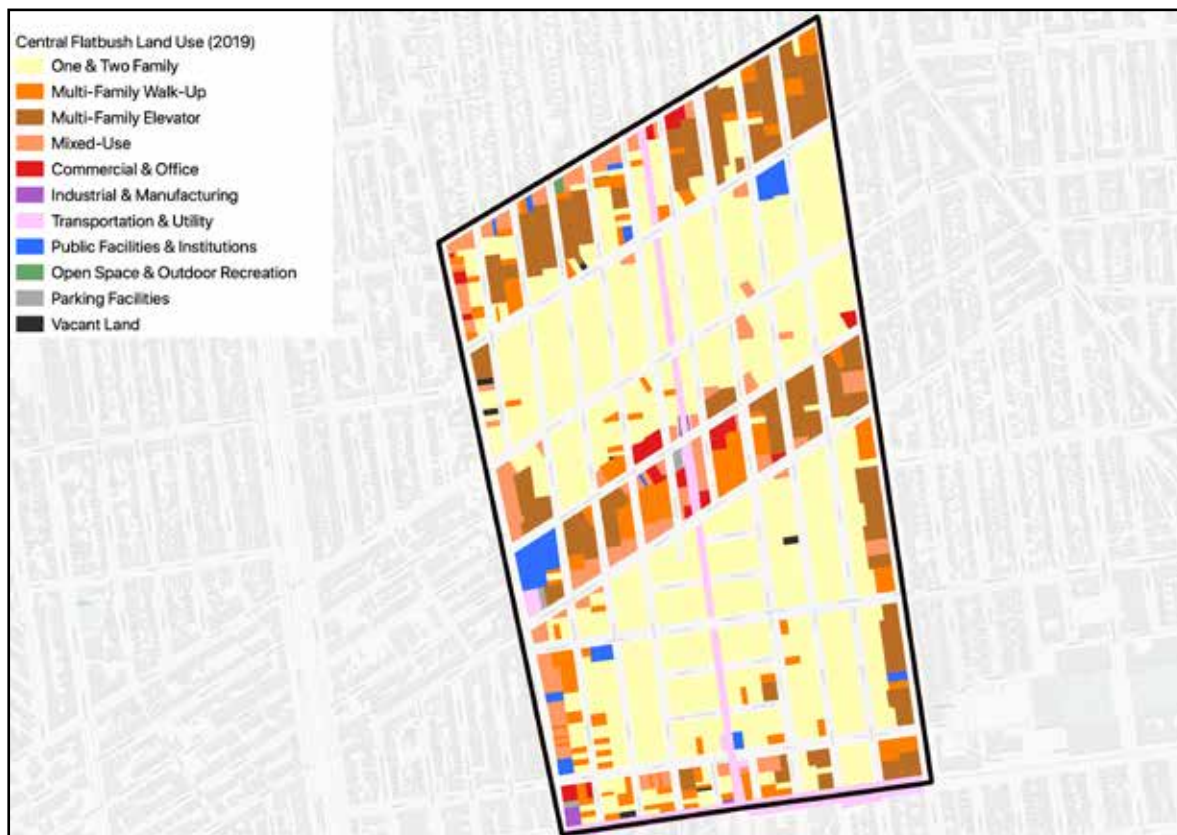 Central Flatbush Land Use (2019)
One & Two Family
Multi-Family Walk-Up
Multi-Family Elevator
Mixed-Use
Commercial & Office
Industrial & Manufacturing
Transportation & Utility
Public Facilities & Institutions
Open Space & Outdoor Recreation
Parking Facilities
Vacant Land